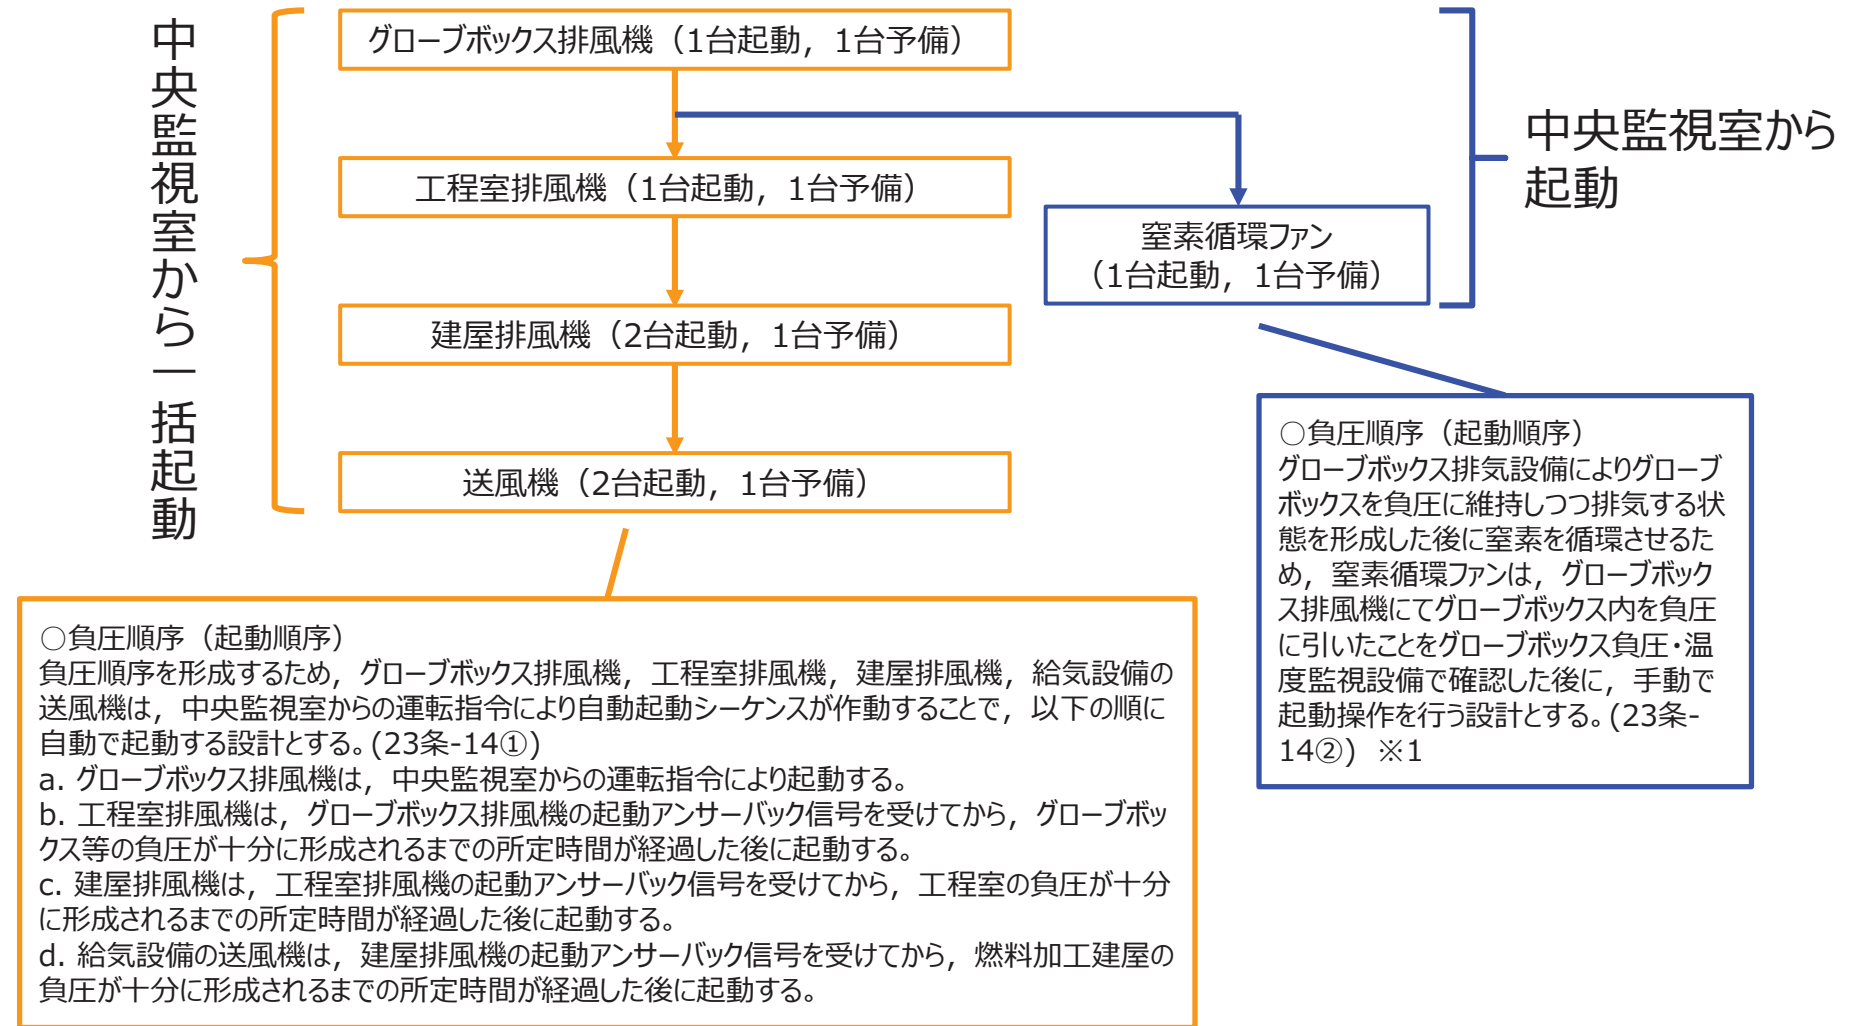 中央監視室から一括起動
グローブボックス排風機（1台起動，1台予備）
工程室排風機（1台起動，1台予備）
建屋排風機（2台起動，1台予備）
送風機（2台起動，1台予備）
窒素循環ファン
（1台起動，1台予備）
中央監視室から
起動
○負圧順序（起動順序）
グローブボックス排気設備によりグローブ
ボックスを負圧に維持しつつ排気する状
態を形成した後に窒素を循環させるた
め，窒素循環ファンは，グローブボック
ス排風機にてグローブボックス内を負圧
に引いたことをグローブボックス負圧・温
度監視設備で確認した後に，手動で
起動操作を行う設計とする。(23条-
14②) ※1
○負圧順序（起動順序）
負圧順序を形成するため，グローブボックス排風機，工程室排風機，建屋排風機，給気設備の
送風機は，中央監視室からの運転指令により自動起動シーケンスが作動することで，以下の順に
自動で起動する設計とする。(23条-14①)
a. グローブボックス排風機は，中央監視室からの運転指令により起動する。
b. 工程室排風機は，グローブボックス排風機の起動アンサーバック信号を受けてから，グローブボッ
クス等の負圧が十分に形成されるまでの所定時間が経過した後に起動する。
c. 建屋排風機は，工程室排風機の起動アンサーバック信号を受けてから，工程室の負圧が十分
に形成されるまでの所定時間が経過した後に起動する。
d. 給気設備の送風機は，建屋排風機の起動アンサーバック信号を受けてから，燃料加工建屋の
負圧が十分に形成されるまでの所定時間が経過した後に起動する。